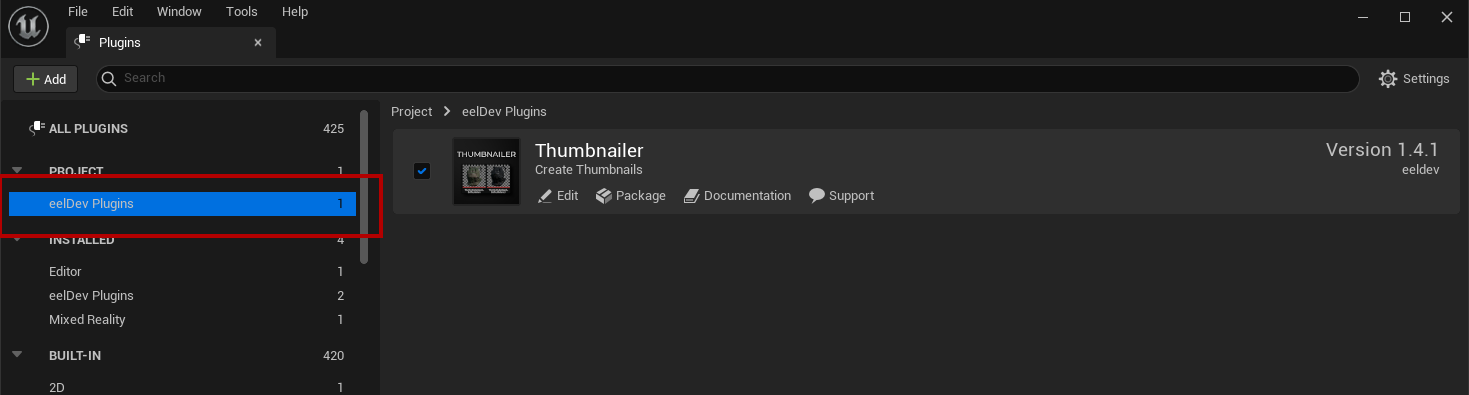 File Edit Window Tools Help
Plugins
Add Search Settings
ALL PLUGINS 425
PROJECT 1
eelDev Plugins 1
INSTALLED 4
Editor 1
eelDev Plugins 2
Mixed Reality 1
BUILT-IN 420
2D 1
Project > eelDev Plugins
THUMBNAILER
Thumbnailer Version 1.4.1
Create Thumbnails eeldev
Edit Package Documentation Support